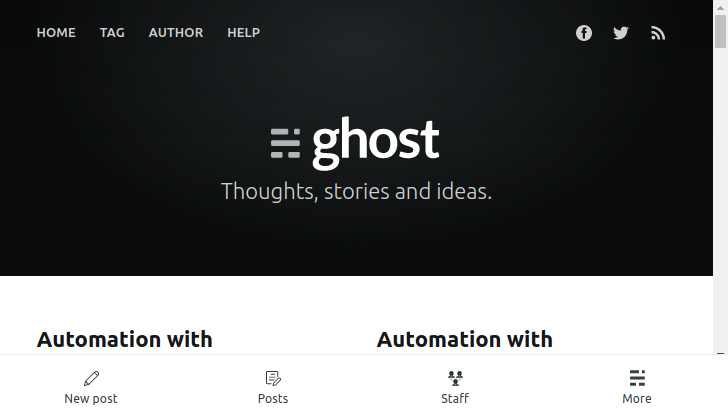 HOME TAG AUTHOR HELP
ghost
Thoughts, stories and ideas.
Automation with Automation with
New post Posts Staff More